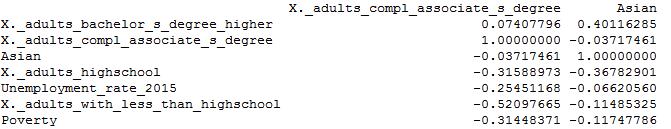 X._adults_compl_associate_s_degree Asian
X._adults_bachelor_s_degree_higher 0.07407796 0.40116285
X._adults_compl_associate_s_degree 1.00000000 -0.03717461
Asian -0.03717461 1.00000000
X._adults_highschool -0.31588973 -0.36782901
Unemployment_rate_2015 -0.25451168 -0.06620560
X._adults_with_less_than_highschool -0.52097665 -0.11485325
Poverty -0.31448371 -0.11747786